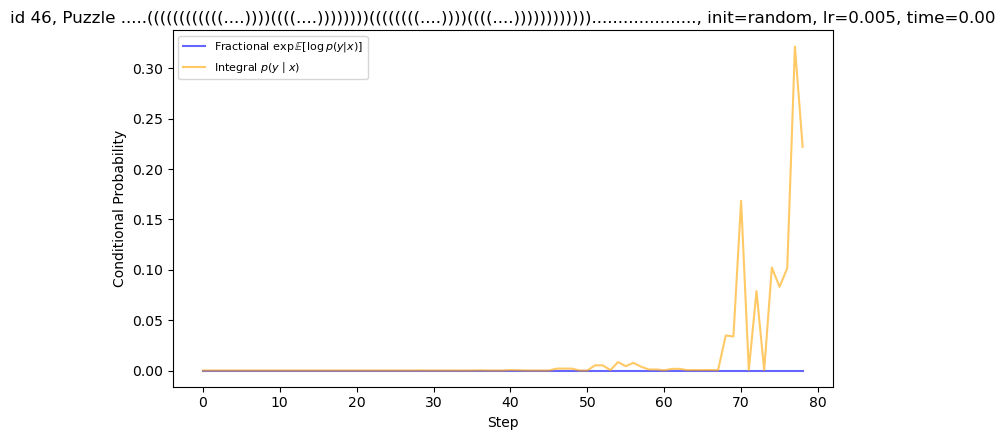 id 46, Puzzle .....((((((((((((....))))((((....))))))))((((((((....))))((((....))))))))))))....................., init=random, lr=0.005, time=0.00
Fractional exp𝔼[log p(y|x)]
Integral p(y | x)
Conditional Probability
0.30
0.25
0.20
0.15
0.10
0.05
0.00
0 10 20 30 40 50 60 70 80
Step